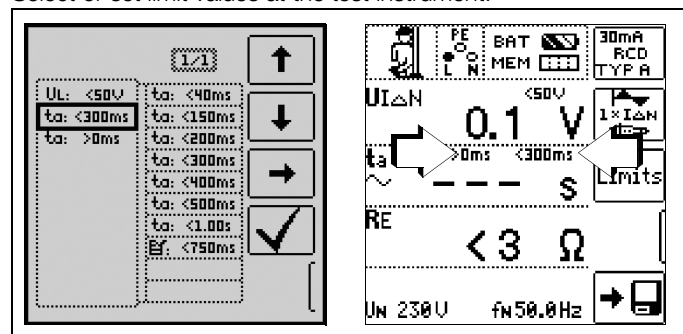 Select or set limit values at the test instrument.
1/1
UL: <50V
ta: <300ms
ta: >0ms
ta: <40ms
ta: <150ms
ta: <200ms
ta: <300ms
ta: <400ms
ta: <500ms
ta: <1.00s
: <750ms
PE
L N
BAT
MEM
30mA
RCD
TYP A
UI△N <50V
0.1 V
1×I△N
ta >0ms <300ms
~ --- s
Limits
RE
<3 Ω
UN 230V fN50.0Hz